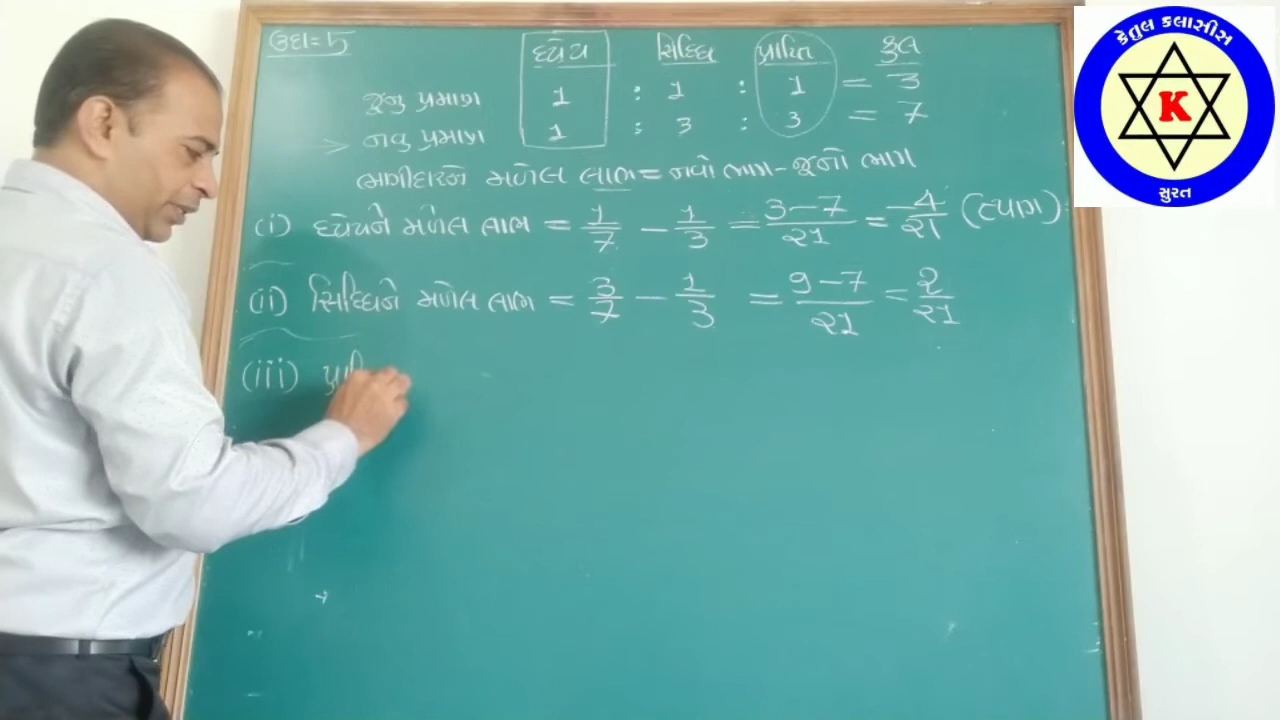 ઉદા=5
ધ્યેય સિધ્ધિ પ્રાપ્તિ કુલ
જૂનુ પ્રમાણ 1 : 1 : 1 = 3
> નવુ પ્રમાણ 1 : 3 : 3 = 7
ભાગીદારને મળેલ લાભ = નવો ભાગ - જૂનો ભાગ
(i) ધ્યેયને મળેલ લાભ = 1/7 - 1/3 = 3-7/21 = -4/21 (ત્યાગ)
(ii) સિધ્ધિને મળેલ લાભ = 3/7 - 1/3 = 9-7/21 = 2/21
(iii) પ્રા
કેતુલ કલાસીસ
K
સુરત